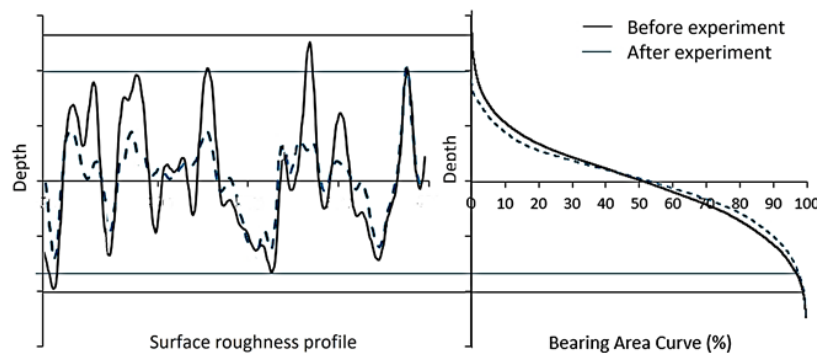 Before experiment
After experiment
Depth
Depth
0 10 20 30 40 50 60 70 80 90 100
Surface roughness profile
Bearing Area Curve (%)